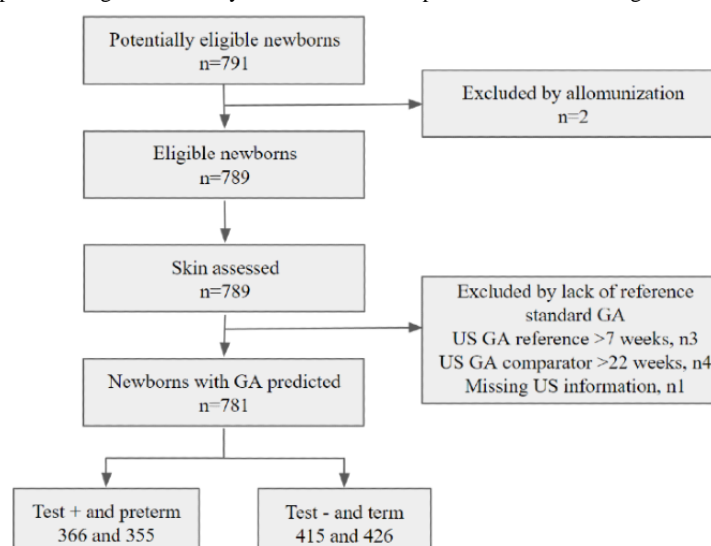 Potentially eligible newborns
n=791
Excluded by allomunization
n=2
Eligible newborns
n=789
Skin assessed
n=789
Excluded by lack of reference
standard GA
US GA reference >7 weeks, n3
US GA comparator >22 weeks, n4
Missing US information, n1
Newborns with GA predicted
n=781
Test + and preterm
366 and 355
Test - and term
415 and 426